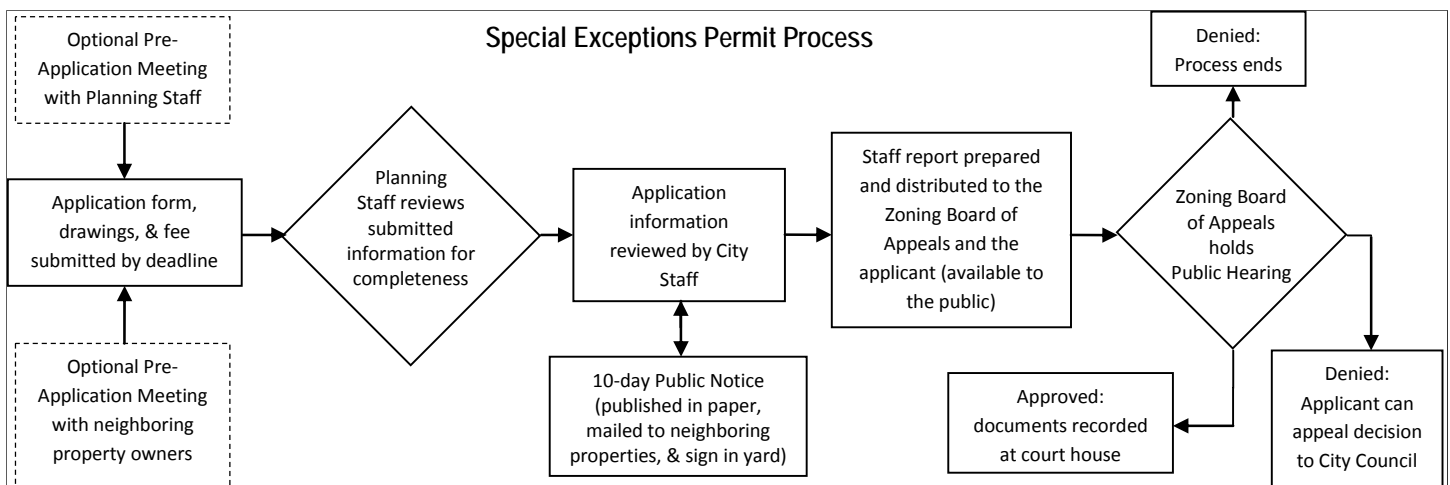 Special Exceptions Permit Process
Optional Pre-
Application Meeting
with Planning Staff
Application form,
drawings, & fee
submitted by deadline
Optional Pre-
Application Meeting
with neighboring
property owners
Planning
Staff reviews
submitted
information for
completeness
Application
information
reviewed by City
Staff
10-day Public Notice
(published in paper,
mailed to neighboring
properties, & sign in yard)
Staff report prepared
and distributed to the
Zoning Board of
Appeals and the
applicant (available to
the public)
Zoning Board
of Appeals
holds
Public Hearing
Denied:
Process ends
Approved:
documents recorded
at court house
Denied:
Applicant can
appeal decision
to City Council